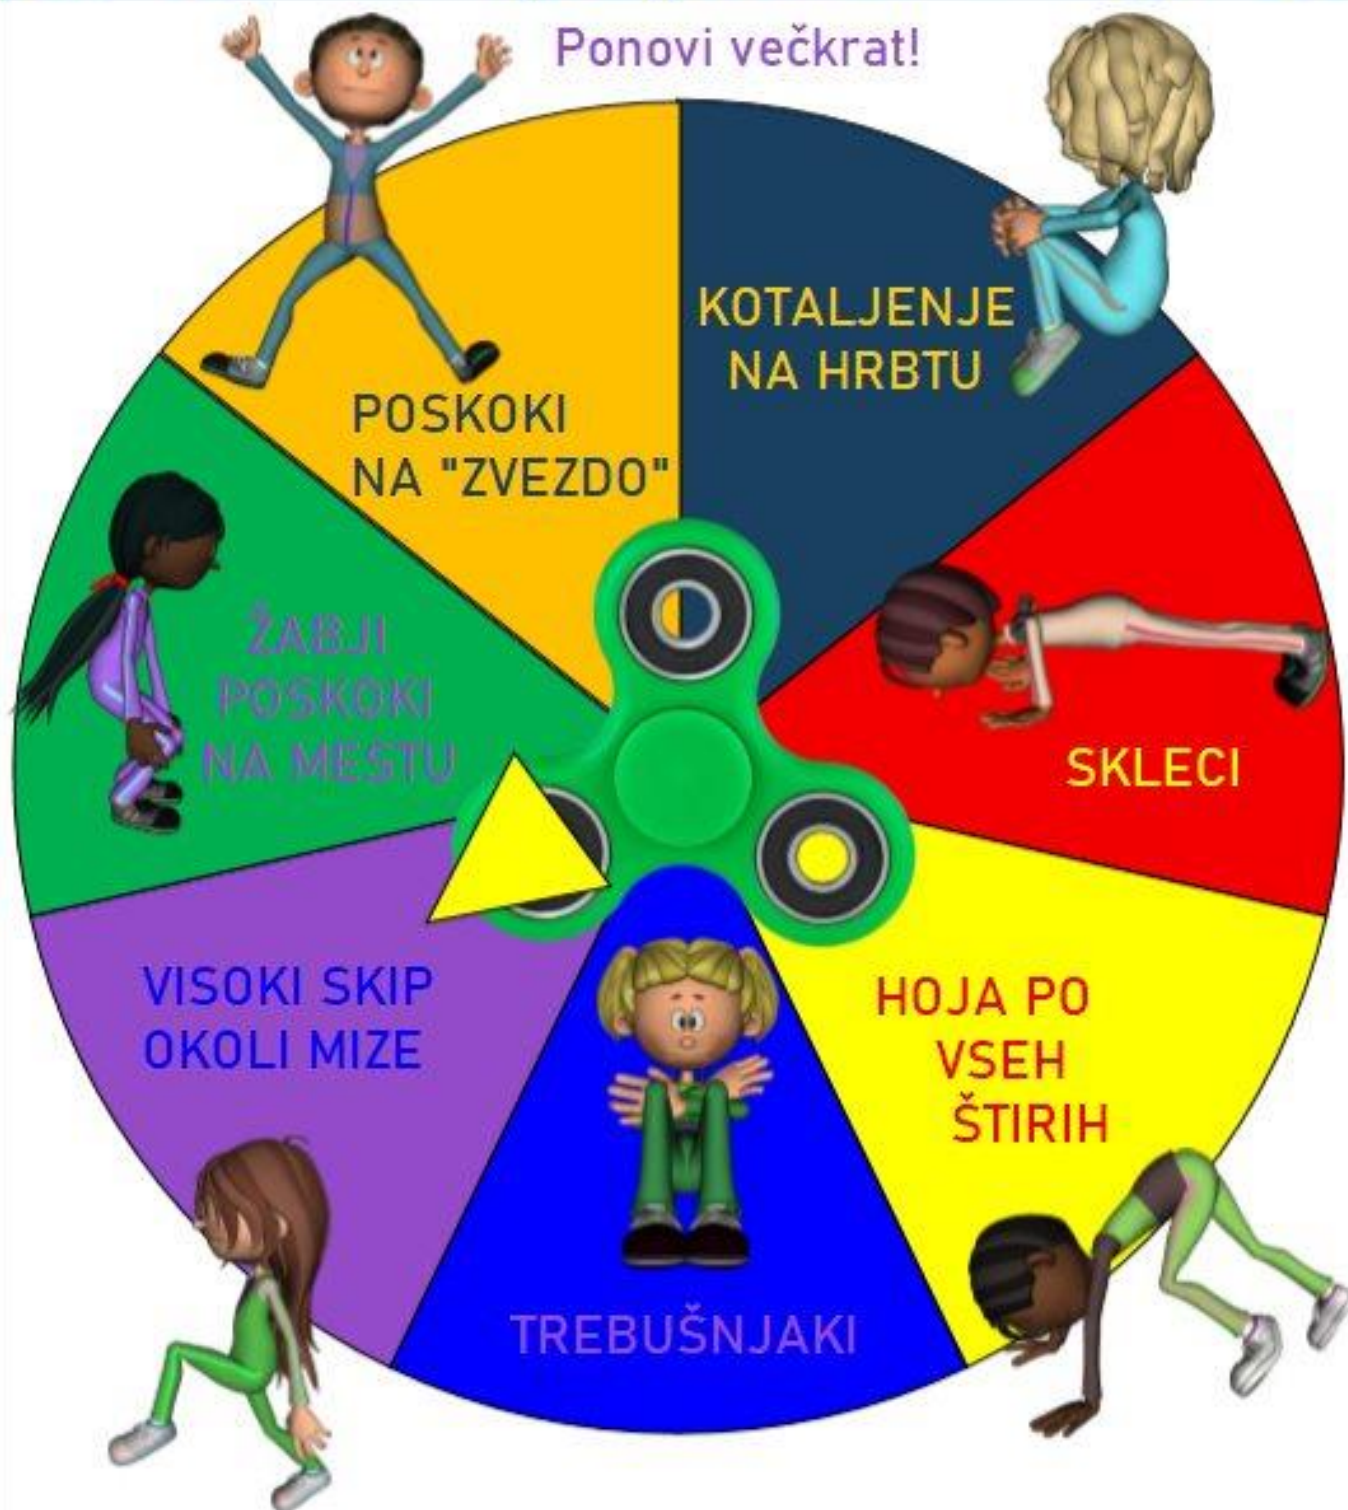 Ponovi večkrat!
POSKOKI
NA "ZVEZDO"
KOTALJENJE
NA HRBTU
SKLECI
HOJA PO
VSEH
ŠTIRIH
TREBUŠNJAKI
VISOKI SKIP
OKOLI MIZE
ŽABJI
POSKOKI
NA MESTU